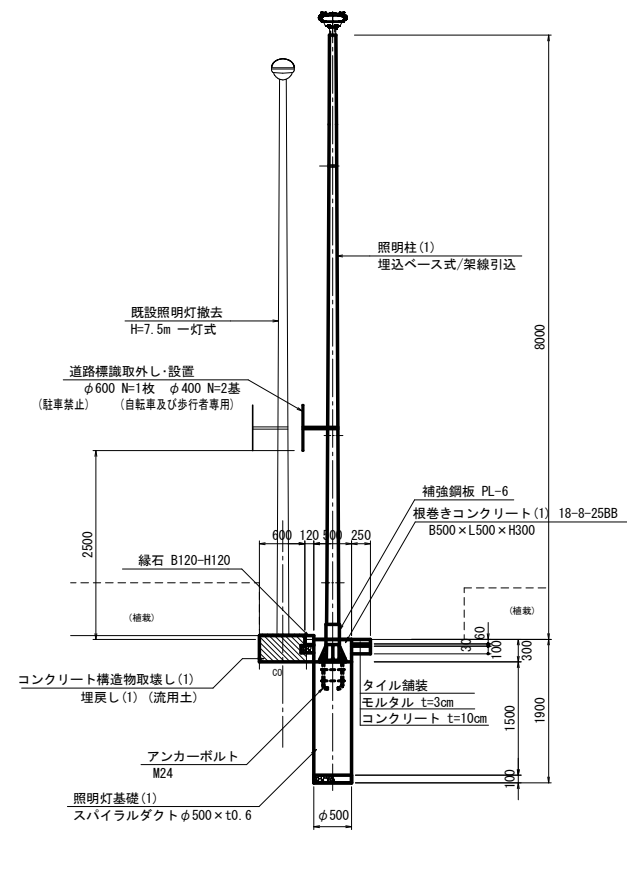 照明柱(1)
埋込ベース式/架線引込
8000
既設照明灯撤去
H=7.5m 一灯式
道路標識取外し･設置
φ600 N=1枚 φ400 N=2基
(駐車禁止) (自転車及び歩行者専用)
補強鋼板 PL-6
根巻きコンクリート(1) 18-8-25BB
B500×L500×H300
2500
600 120 500 250
縁石 B120-H120
(植栽)
(植栽)
30
60
100
300
CO
コンクリート構造物取壊し(1)
埋戻し(1) (流用土)
タイル舗装
モルタル t=3cm
コンクリート t=10cm
1500
1900
アンカーボルト
M24
100
照明灯基礎(1)
スパイラルダクトφ500×t0.6
φ500